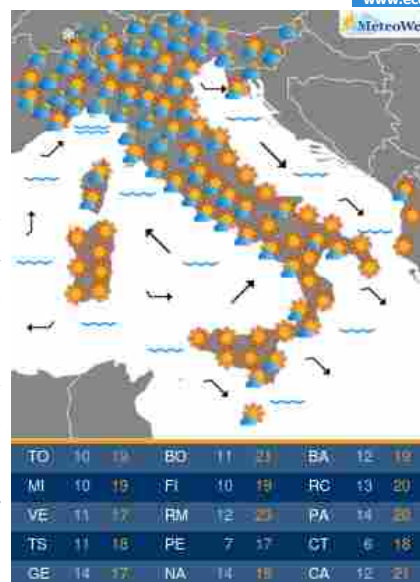 www.eco
MeteoWe
TO 10 19 BO 11 21 BA 12 19
MI 10 19 FI 10 19 RC 13 20
VE 11 17 RM 12 23 PA 14 20
TS 11 18 PE 7 17 CT 6 18
GE 14 17 NA 14 18 CA 12 21